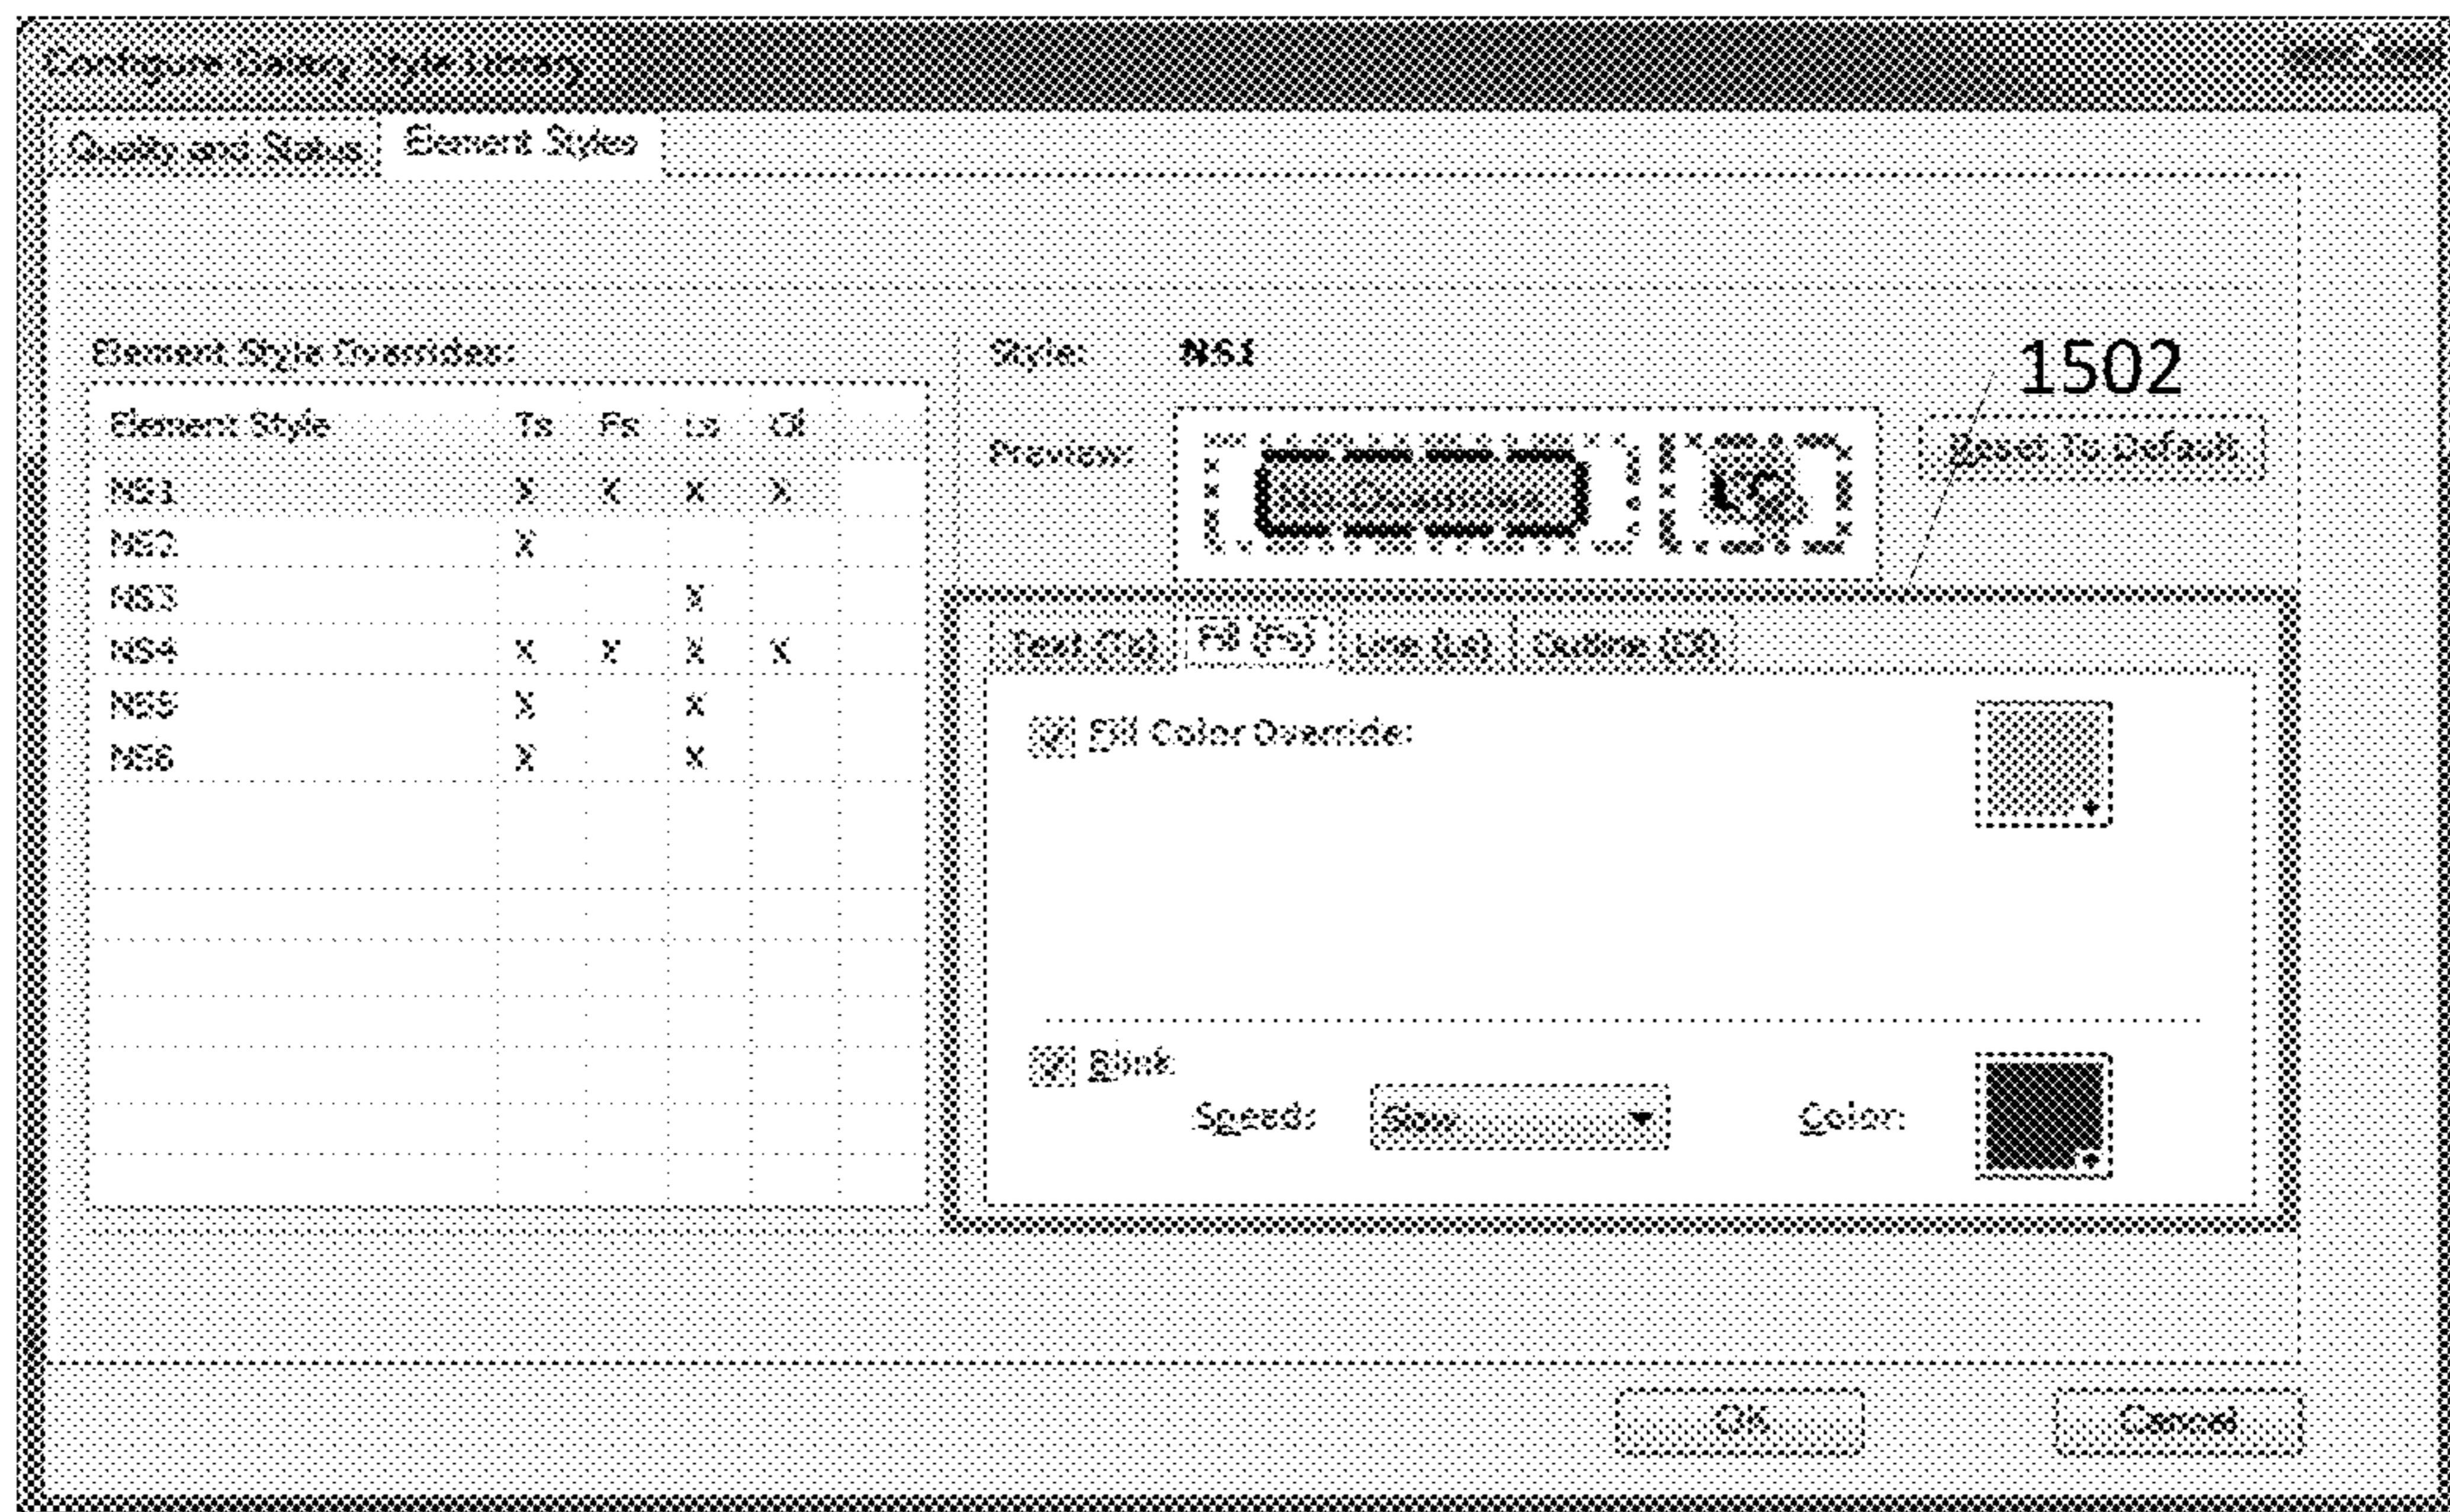 Configure Galaxy Style Library
Quality and Status Element Styles
Element Style Overrides:
Element Style Ts Fs Ls Ol
NS1 X X X X
NS2 X
NS3 X
NS4 X X X X
NS5 X X
NS6 X X
Style: NS1
1502
Preview:
Reset To Default
Text (Ts) Fill (Fs) Line (Ls) Outline (Ol)
Fill Color Override:
Blink
Speed: Slow Color:
OK Cancel